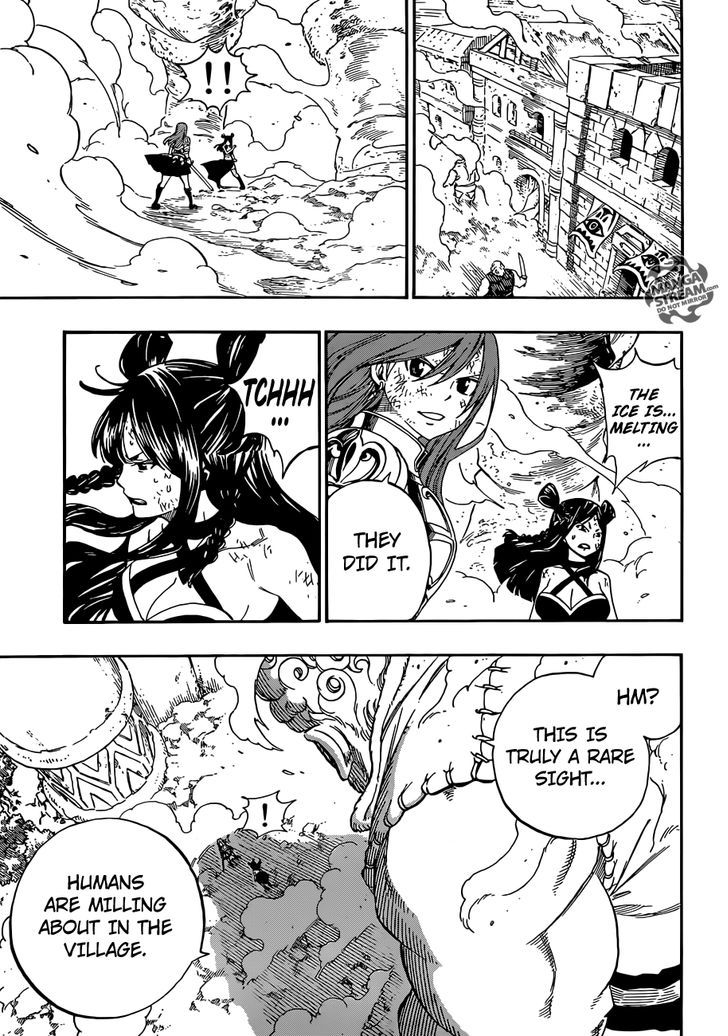 !!
MANGA
STREAM.com
DO NOT MIRROR
THE
ICE IS...
MELTING
...
THEY
DID IT.
TCHHH
...
HM?
THIS IS
TRULY A RARE
SIGHT...
!
HUMANS
ARE MILLING
ABOUT IN THE
VILLAGE.